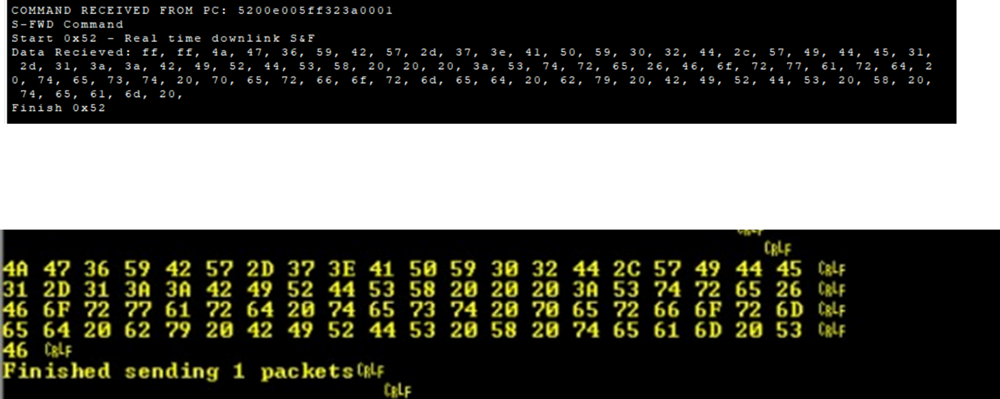 COMMAND RECEIVED FROM PC: 5200e005ff323a0001
S-FWD Command
Start 0x52 - Real time downlink S&F
Data Recieved: ff, ff, 4a, 47, 36, 59, 42, 57, 2d, 37, 3e, 41, 50, 59, 30, 32, 44, 2c, 57, 49, 44, 45, 31,
2d, 31, 3a, 3a, 42, 49, 52, 44, 53, 58, 20, 20, 20, 3a, 53, 74, 72, 65, 26, 46, 6f, 72, 77, 61, 72, 64, 2
0, 74, 65, 73, 74, 20, 70, 65, 72, 66, 6f, 72, 6d, 65, 64, 20, 62, 79, 20, 42, 49, 52, 44, 53, 20, 58, 20,
74, 65, 61, 6d, 20,
Finish 0x52
CRLF
CRLF
4A 47 36 59 42 57 2D 37 3E 41 50 59 30 32 44 2C 57 49 44 45 CRLF
31 2D 31 3A 3A 42 49 52 44 53 58 20 20 20 3A 53 74 72 65 26 CRLF
46 6F 72 77 61 72 64 20 74 65 73 74 20 70 65 72 66 6F 72 6D CRLF
65 64 20 62 79 20 42 49 52 44 53 20 58 20 74 65 61 6D 20 53 CRLF
46 CRLF
Finished sending 1 packetsCRLF
CRLF